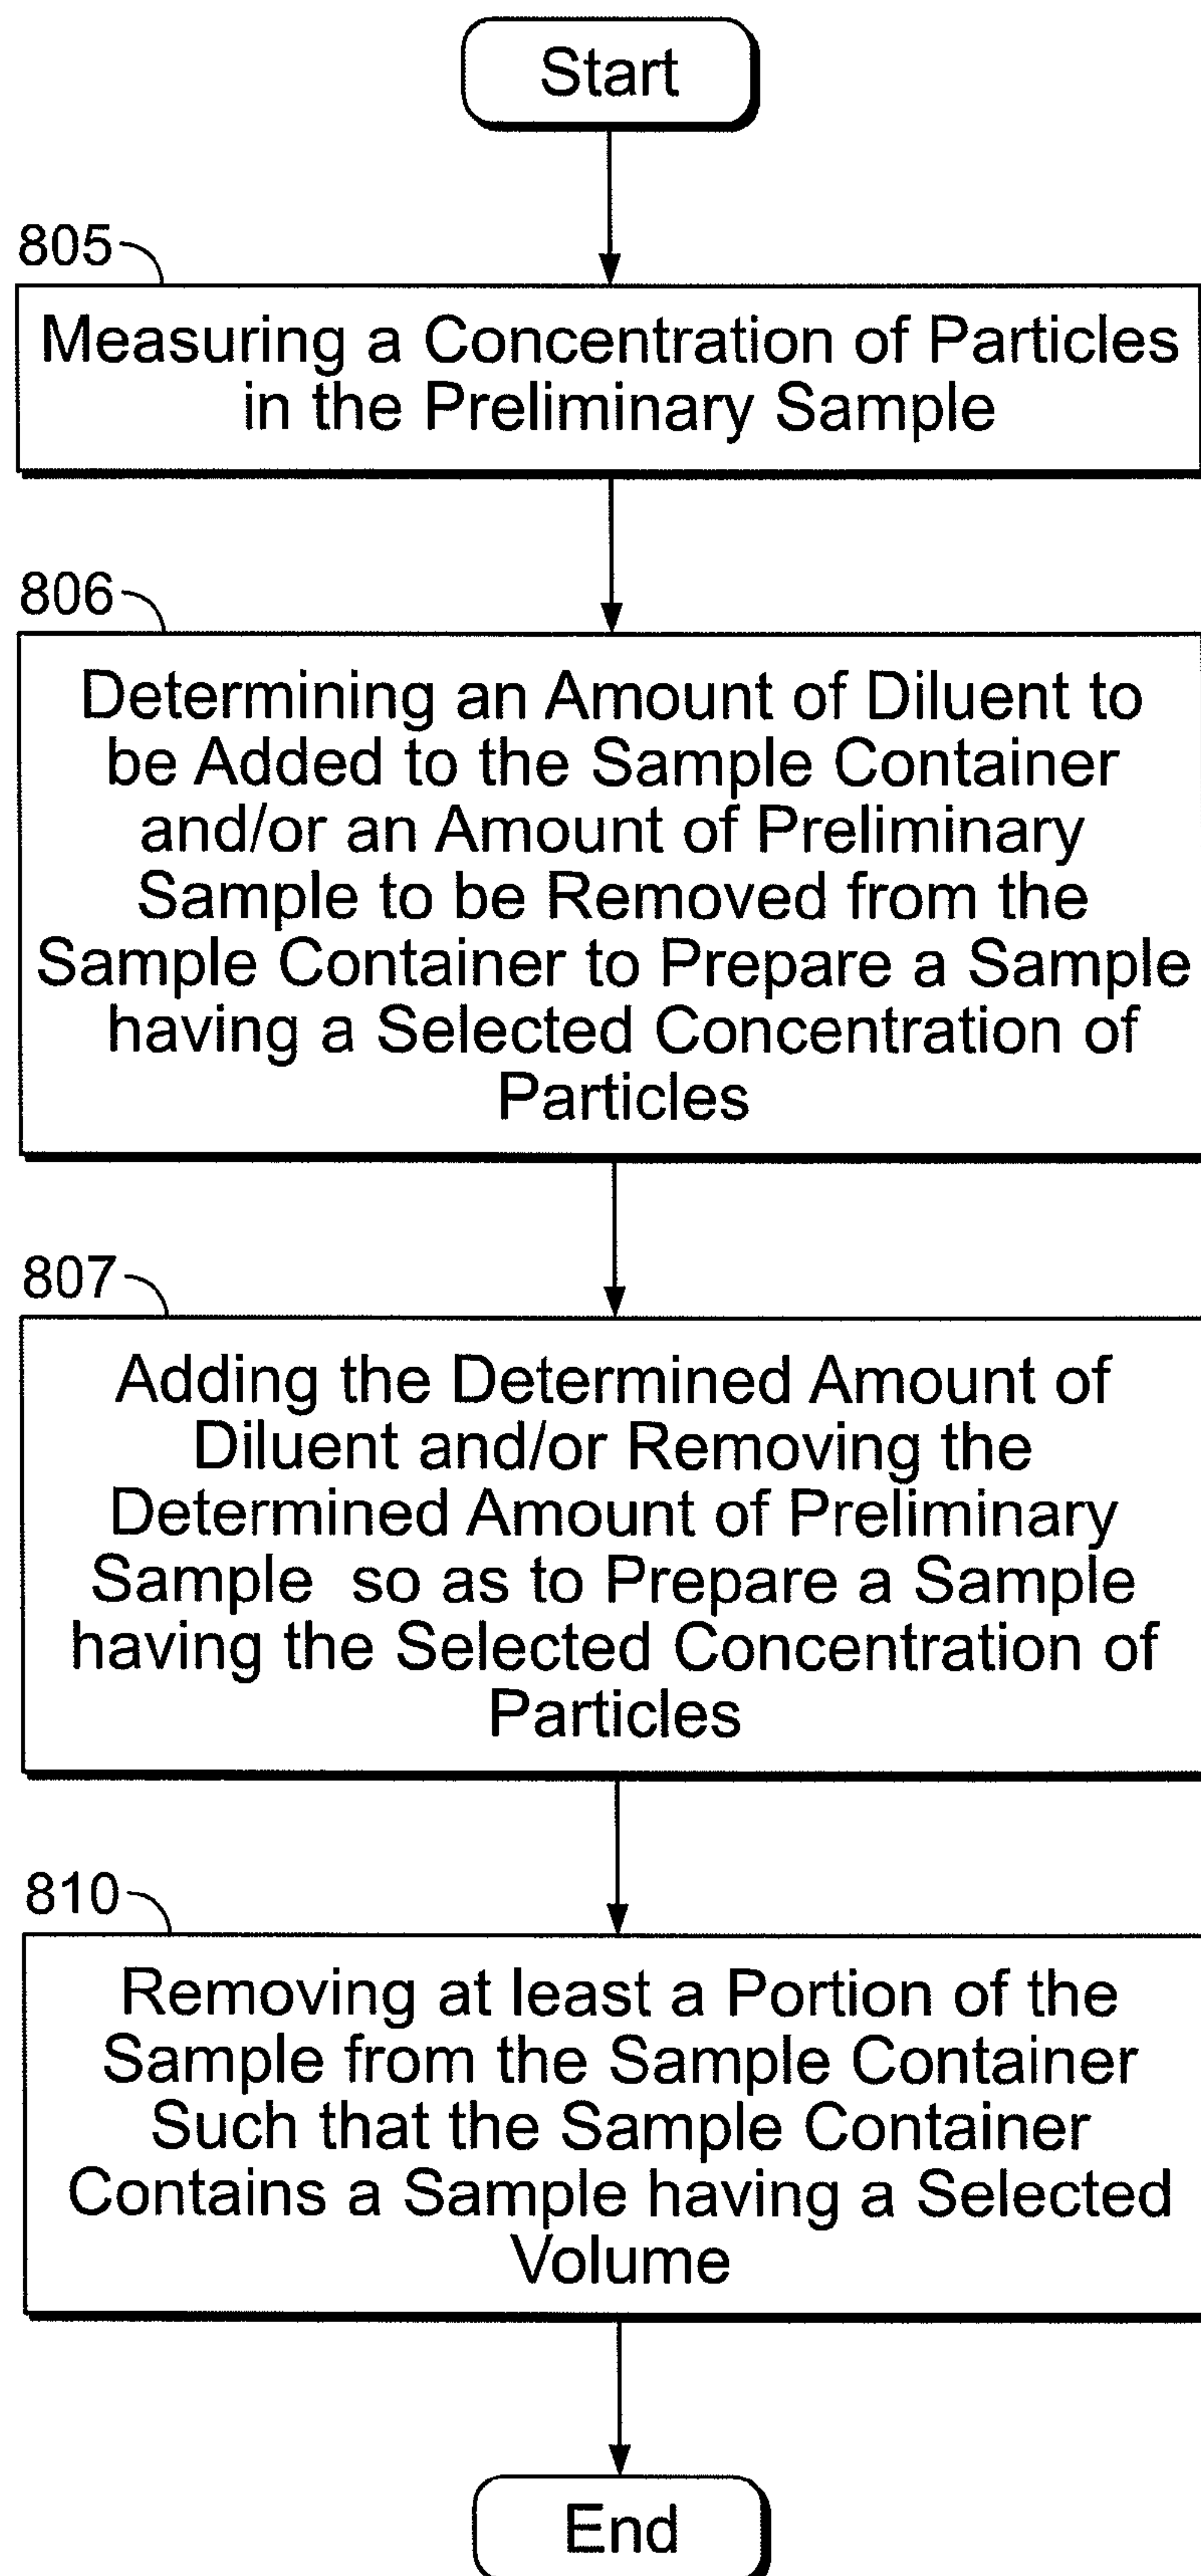 Start
805
Measuring a Concentration of Particles
in the Preliminary Sample
806
Determining an Amount of Diluent to
be Added to the Sample Container
and/or an Amount of Preliminary
Sample to be Removed from the
Sample Container to Prepare a Sample
having a Selected Concentration of
Particles
807
Adding the Determined Amount of
Diluent and/or Removing the
Determined Amount of Preliminary
Sample so as to Prepare a Sample
having the Selected Concentration of
Particles
810
Removing at least a Portion of the
Sample from the Sample Container
Such that the Sample Container
Contains a Sample having a Selected
Volume
End